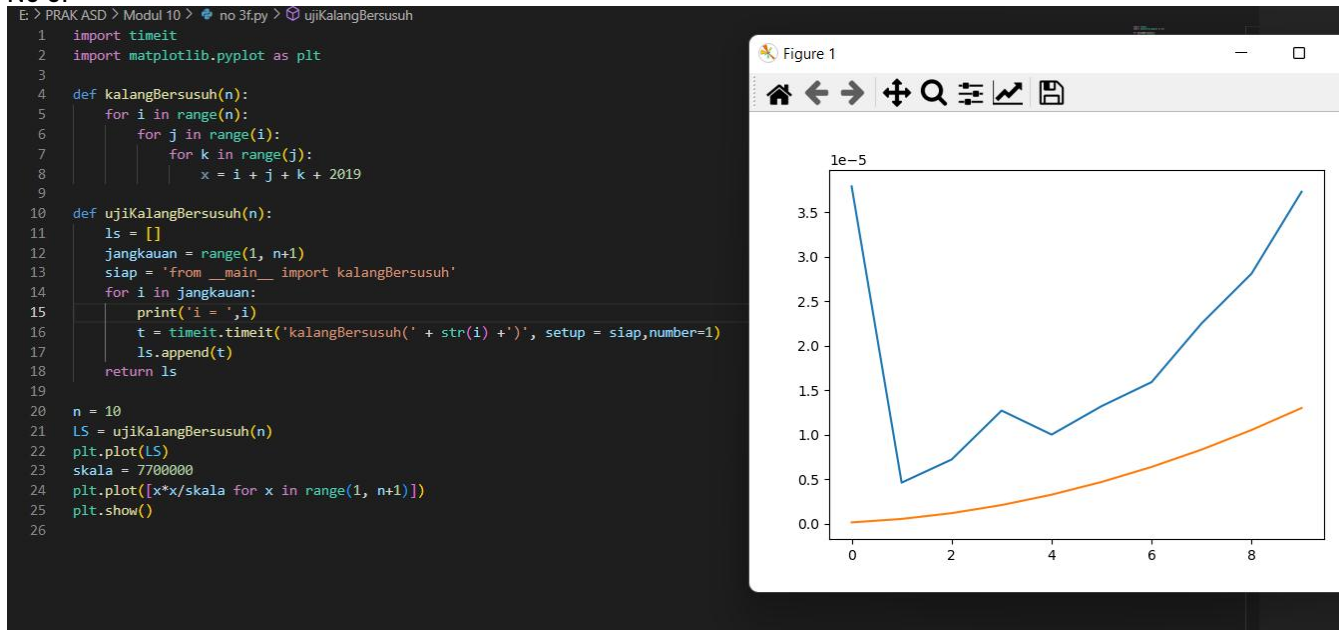 E: > PRAK ASD > Modul 10 > no 3f.py > ujiKalangBersusuh
1 import timeit
2 import matplotlib.pyplot as plt
3
4 def kalangBersusuh(n):
5     for i in range(n):
6         for j in range(i):
7             for k in range(j):
8                 x = i + j + k + 2019
9
10 def ujiKalangBersusuh(n):
11     ls = []
12     jangkauan = range(1, n+1)
13     siap = 'from __main__ import kalangBersusuh'
14     for i in jangkauan:
15         print('i = ',i)
16         t = timeit.timeit('kalangBersusuh(' + str(i) +')', setup = siap,number=1)
17         ls.append(t)
18     return ls
19
20 n = 10
21 LS = ujiKalangBersusuh(n)
22 plt.plot(LS)
23 skala = 7700000
24 plt.plot([x*x/skala for x in range(1, n+1)])
25 plt.show()
26
Figure 1
1e−5
3.5
3.0
2.5
2.0
1.5
1.0
0.5
0.0
0 2 4 6 8